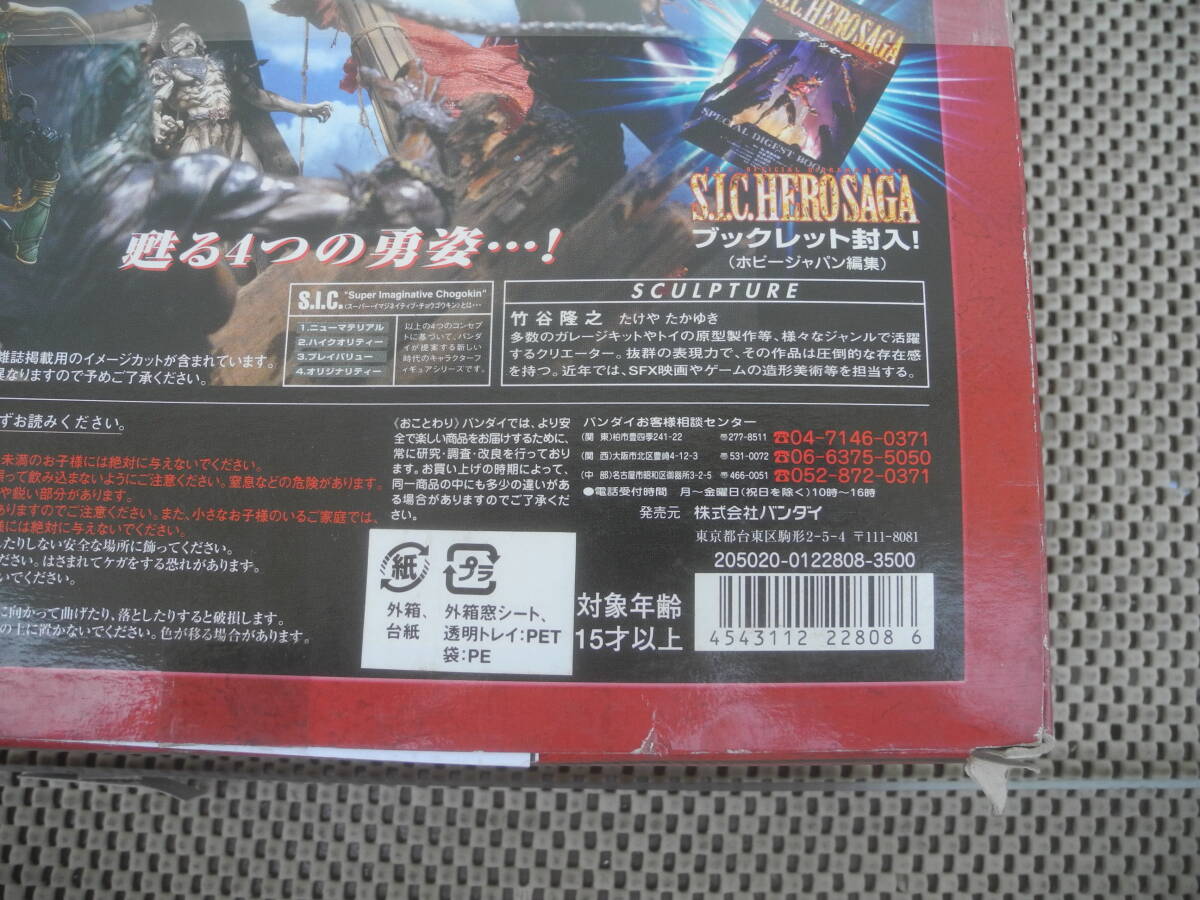 S.I.C.HERO SAGA
オデッセイ
SPECIAL DIGEST BOOK
S.I.C.HERO SAGA
ブックレット封入!
(ホビージャパン編集)
甦る4つの勇姿…!
S.I.C. "Super Imaginative Chogokin"
(スーパー・イマジネイティブ・チョウゴウキン)とは…
1.ニューマテリアル
2.ハイクオリティー
3.プレイバリュー
4.オリジナリティー
以上の4つのコンセプ
トに基づいて、バンダ
イが提案する新しい
時代のキャラクターフ
ィギュアシリーズです。
SCULPTURE
竹谷隆之 たけや たかゆき
多数のガレージキットやトイの原型製作等、様々なジャンルで活躍
するクリエーター。抜群の表現力で、その作品は圧倒的な存在感
を持つ。近年では、SFX映画やゲームの造形美術等を担当する。
雑誌掲載用のイメージカットが含まれています。
異なりますので予めご了承ください。
ずお読みください。
未満のお子様には絶対に与えないでください。
誤って飲み込まないようにご注意ください。窒息などの危険があります。
や鋭い部分があります。
ありますのでご注意ください。また、小さなお子様のいるご家庭では、
様には絶対に与えないでください。
したりしない安全な場所に飾ってください。
ださい。はさまれてケガをする恐れがあります。
いでください。
に向かって曲げたり、落としたりすると破損します。
の上に置かないでください。色が移る場合があります。
〈おことわり〉バンダイでは、より安
全で楽しい商品をお届けするために、
常に研究・調査・改良を行っておりま
す。お買い上げの時期によって、
同一商品の中にも多少の違いがあ
る場合がありますのでご了承くだ
さい。
バンダイお客様相談センター
(関 東)柏市豊四季241-22 〒277-8511 ☎04-7146-0371
(関 西)大阪市北区豊崎4-12-3 〒531-0072 ☎06-6375-5050
(中 部)名古屋市昭和区御器所3-2-5 〒466-0051 ☎052-872-0371
●電話受付時間 月〜金曜日(祝日を除く)10時〜16時
発売元 株式会社バンダイ
東京都台東区駒形2-5-4 〒111-8081
205020-0122808-3500
4543112 228086
紙
外箱、
台紙
プラ
外箱窓シート、
透明トレイ:PET
袋:PE
対象年齢
15才以上